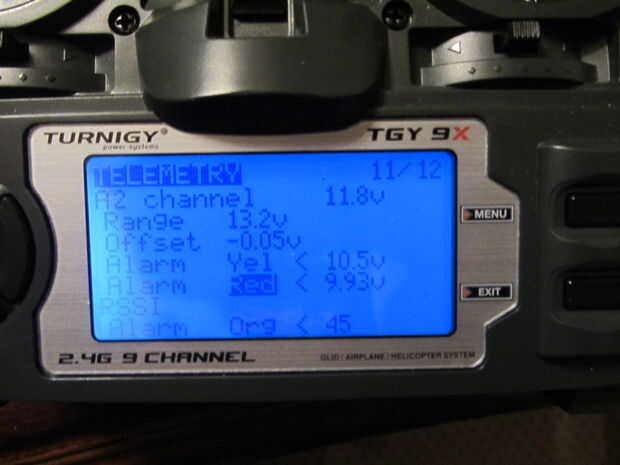 TURNIGY®
power systems
TGY 9X
TELEMETRY 11/12
A2 channel 11.8v
Range 13.2v
Offset -0.05v
Alarm Yel < 10.5v
Alarm Red < 9.93v
RSSI
Alarm Org < 45
MENU
EXIT
2.4G 9 CHANNEL
GLID / AIRPLANE / HELICOPTER SYSTEM